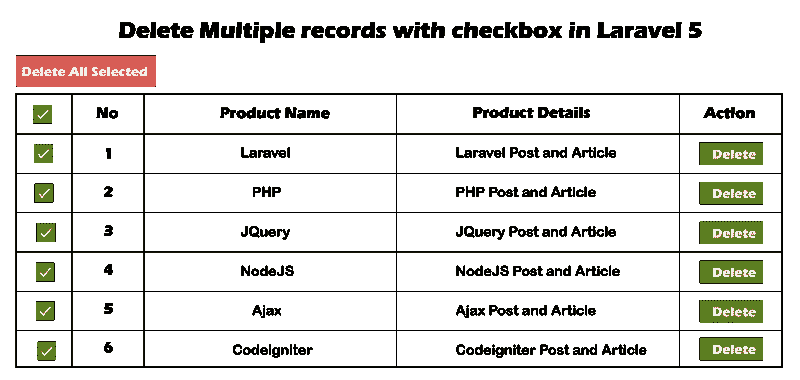 Delete Multiple records with checkbox in Laravel 5
Delete All Selected
No Product Name Product Details Action
1 Laravel Laravel Post and Article Delete
2 PHP PHP Post and Article Delete
3 JQuery JQuery Post and Article Delete
4 NodeJS NodeJS Post and Article Delete
5 Ajax Ajax Post and Article Delete
6 Codeigniter Codeigniter Post and Article Delete